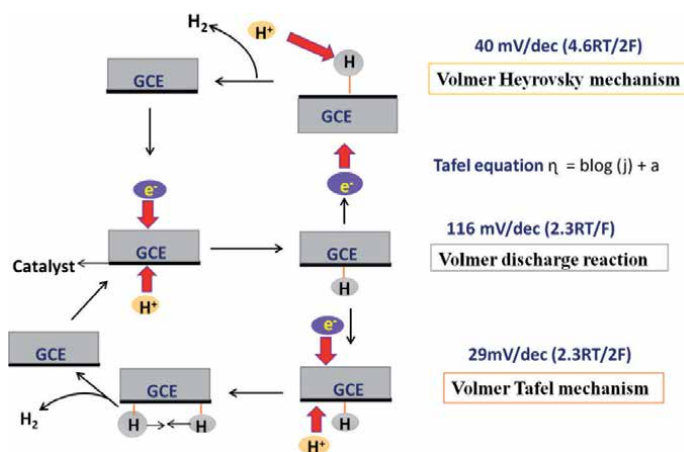 H₂
H⁺
H
40 mV/dec (4.6RT/2F)
GCE
Volmer Heyrovsky mechanism
GCE
Tafel equation η = blog (j) + a
e⁻
e⁻
116 mV/dec (2.3RT/F)
GCE
GCE
Volmer discharge reaction
Catalyst
H
H⁺
e⁻
GCE
29mV/dec (2.3RT/2F)
GCE
GCE
Volmer Tafel mechanism
H₂
H
H
H
H⁺